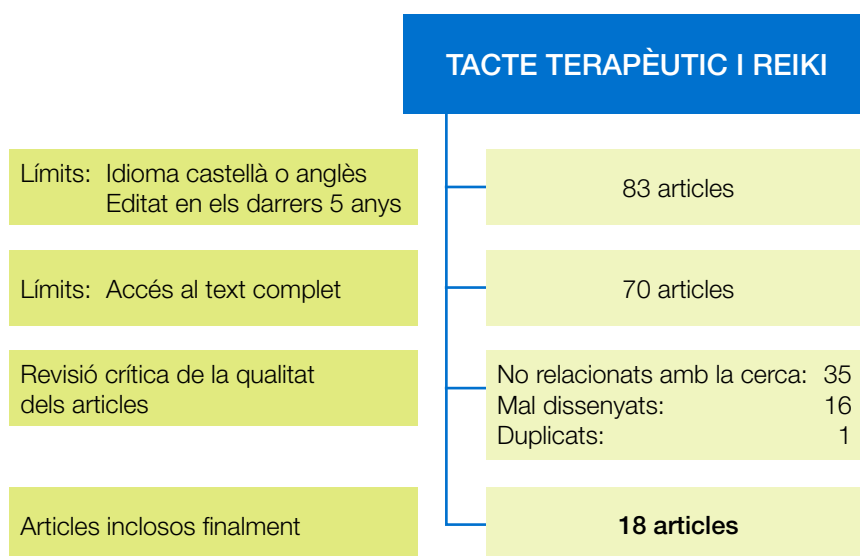 TACTE TERAPÈUTIC I REIKI
Límits: Idioma castellà o anglès
Editat en els darrers 5 anys
83 articles
Límits: Accés al text complet
70 articles
Revisió crítica de la qualitat
dels articles
No relacionats amb la cerca: 35
Mal dissenyats: 16
Duplicats: 1
Articles inclosos finalment
18 articles